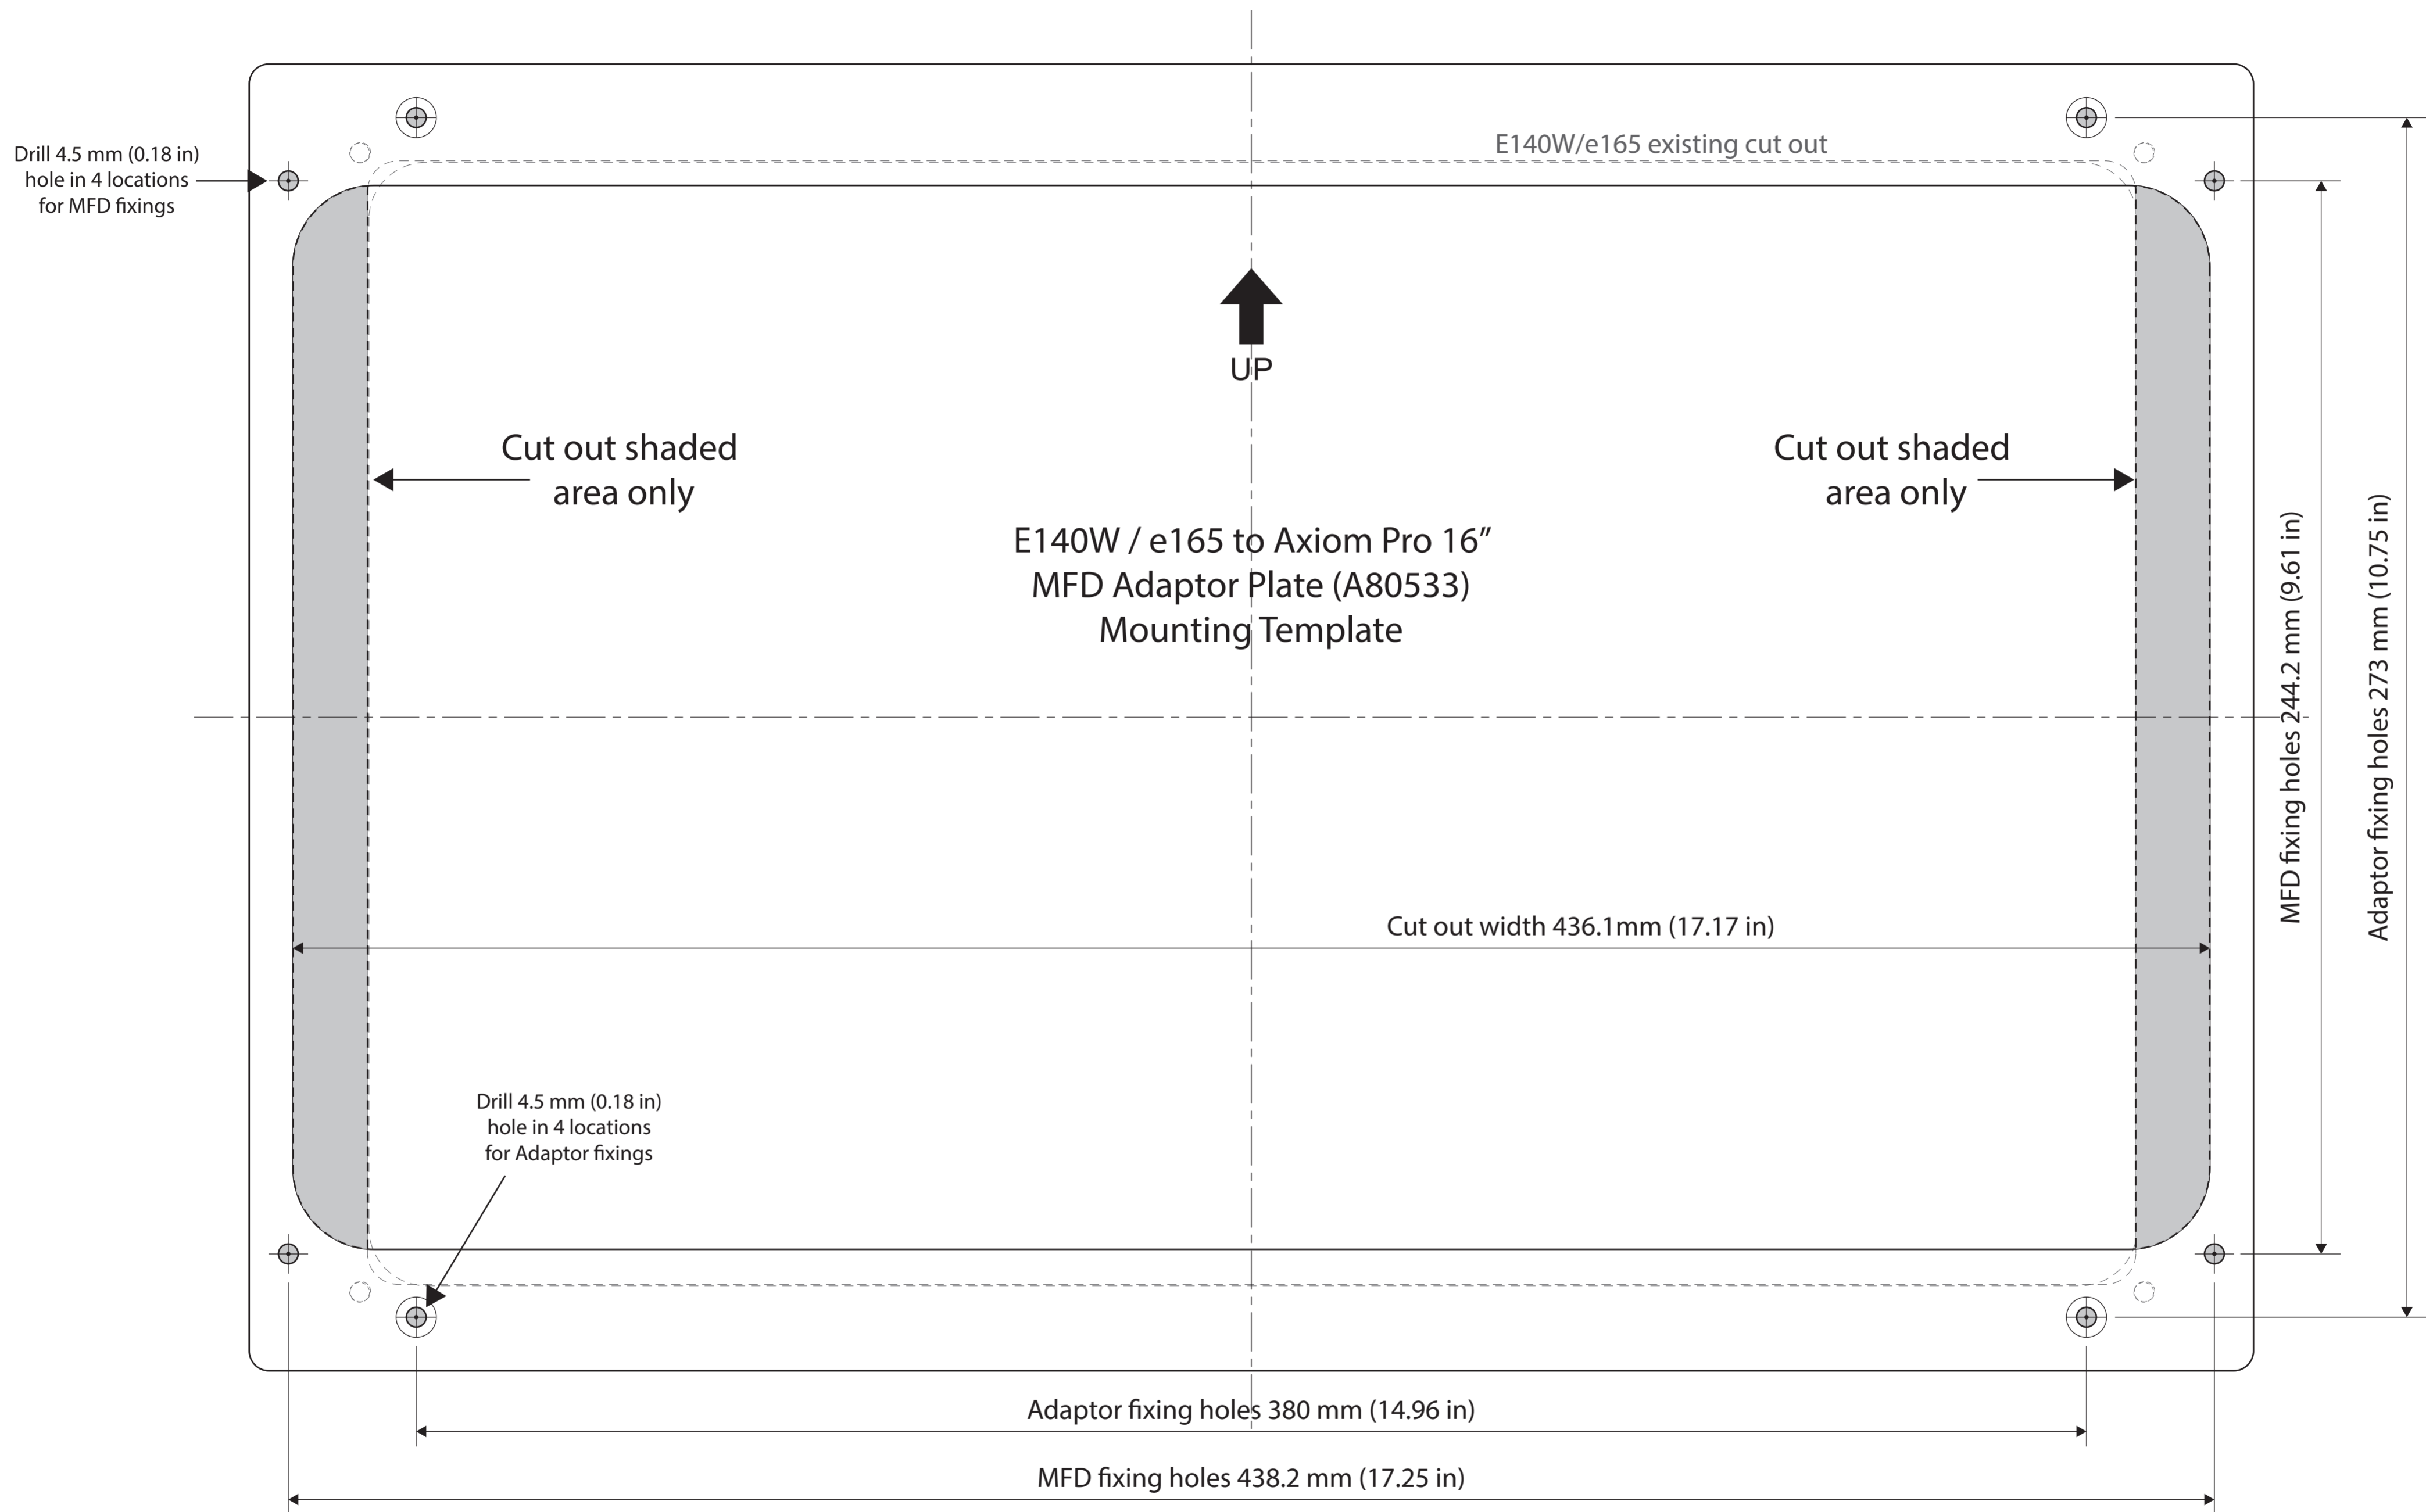 E140W/e165 existing cut out
Drill 4.5 mm (0.18 in)
hole in 4 locations
for MFD fixings
UP
Cut out shaded
area only
Cut out shaded
area only
E140W / e165 to Axiom Pro 16”
MFD Adaptor Plate (A80533)
Mounting Template
MFD fixing holes 244.2 mm (9.61 in)
Adaptor fixing holes 273 mm (10.75 in)
Cut out width 436.1mm (17.17 in)
Drill 4.5 mm (0.18 in)
hole in 4 locations
for Adaptor fixings
Adaptor fixing holes 380 mm (14.96 in)
MFD fixing holes 438.2 mm (17.25 in)